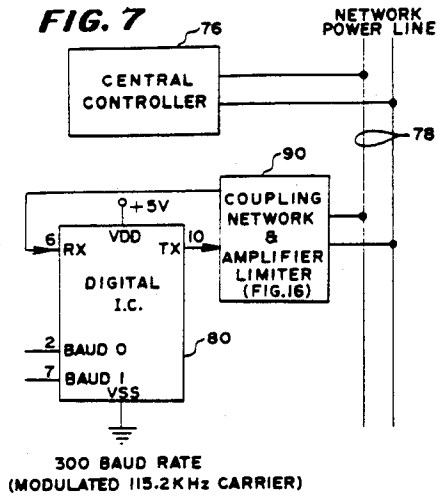 FIG. 7
NETWORK
POWER LINE
76
CENTRAL
CONTROLLER
78
90
COUPLING
NETWORK
&
AMPLIFIER
LIMITER
(FIG.16)
+5V
6 RX VDD TX 10
DIGITAL
I.C.
2 BAUD 0
7 BAUD 1
VSS
80
300 BAUD RATE
(MODULATED 115.2KHz CARRIER)